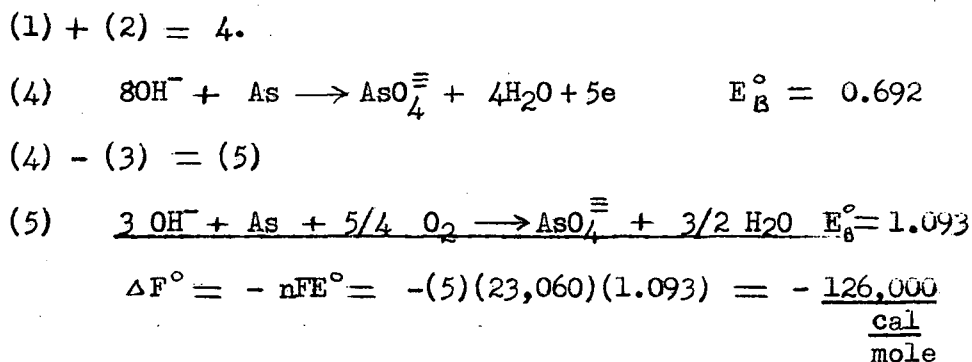 (1) + (2) = 4.
(4) 8OH⁻ + As ⟶ AsO₄≡ + 4H₂O + 5e E°B = 0.692
(4) - (3) = (5)
(5) 3 OH⁻ + As + 5/4 O₂ ⟶ AsO₄≡ + 3/2 H2O E°B = 1.093
ΔF° = - nFE° = -(5)(23,060)(1.093) = - 126,000
cal
mole